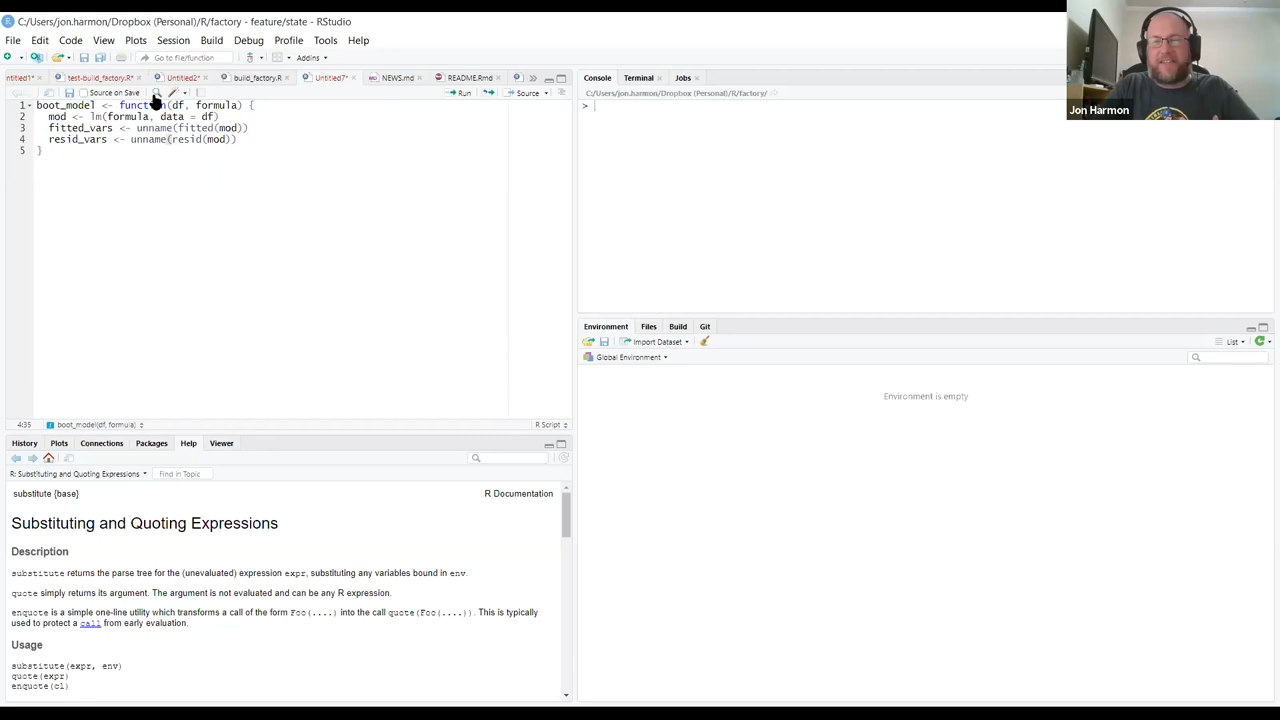 C:/Users/jon.harmon/Dropbox (Personal)/R/factory - feature/state - RStudio
File Edit Code View Plots Session Build Debug Profile Tools Help
Go to file/function Addins
ntitled1* test-build_factory.R* Untitled2* build_factory.R Untitled7* NEWS.md README.Rmd
Source on Save Run Source
1 boot_model <- function(df, formula) {
2 mod <- lm(formula, data = df)
3 fitted_vars <- unname(fitted(mod))
4 resid_vars <- unname(resid(mod))
5 }
4:35 boot_model(df, formula) R Script
History Plots Connections Packages Help Viewer
R: Substituting and Quoting Expressions Find in Topic
substitute {base} R Documentation
Substituting and Quoting Expressions
Description
substitute returns the parse tree for the (unevaluated) expression expr, substituting any variables bound in env.
quote simply returns its argument. The argument is not evaluated and can be any R expression.
enquote is a simple one-line utility which transforms a call of the form Foo(....) into the call quote(Foo(....)). This is typically
used to protect a call from early evaluation.
Usage
substitute(expr, env)
quote(expr)
enquote(cl)
Console Terminal Jobs
C:/Users/jon.harmon/Dropbox (Personal)/R/factory/
>
Environment Files Build Git
Import Dataset List
Global Environment
Environment is empty
Jon Harmon